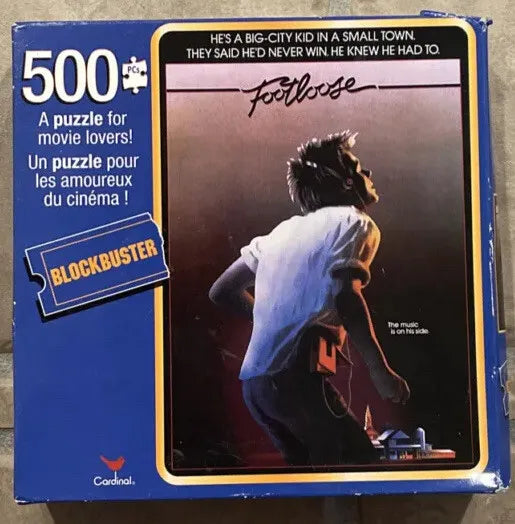 500 PCs
A puzzle for
movie lovers!
Un puzzle pour
les amoureux
du cinéma !
BLOCKBUSTER
Cardinal®
HE'S A BIG-CITY KID IN A SMALL TOWN.
THEY SAID HE'D NEVER WIN. HE KNEW HE HAD TO.
Footloose
The music
is on his side.